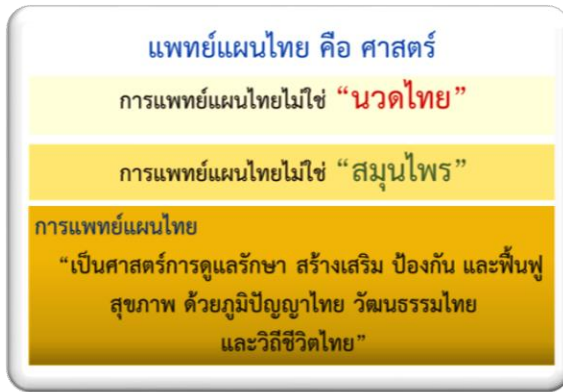 แพทย์แผนไทย คือ ศาสตร์
การแพทย์แผนไทยไม่ใช่ “นวดไทย”
การแพทย์แผนไทยไม่ใช่ “สมุนไพร”
การแพทย์แผนไทย
“เป็นศาสตร์การดูแลรักษา สร้างเสริม ป้องกัน และฟื้นฟู
สุขภาพ ด้วยภูมิปัญญาไทย วัฒนธรรมไทย
และวิถีชีวิตไทย”